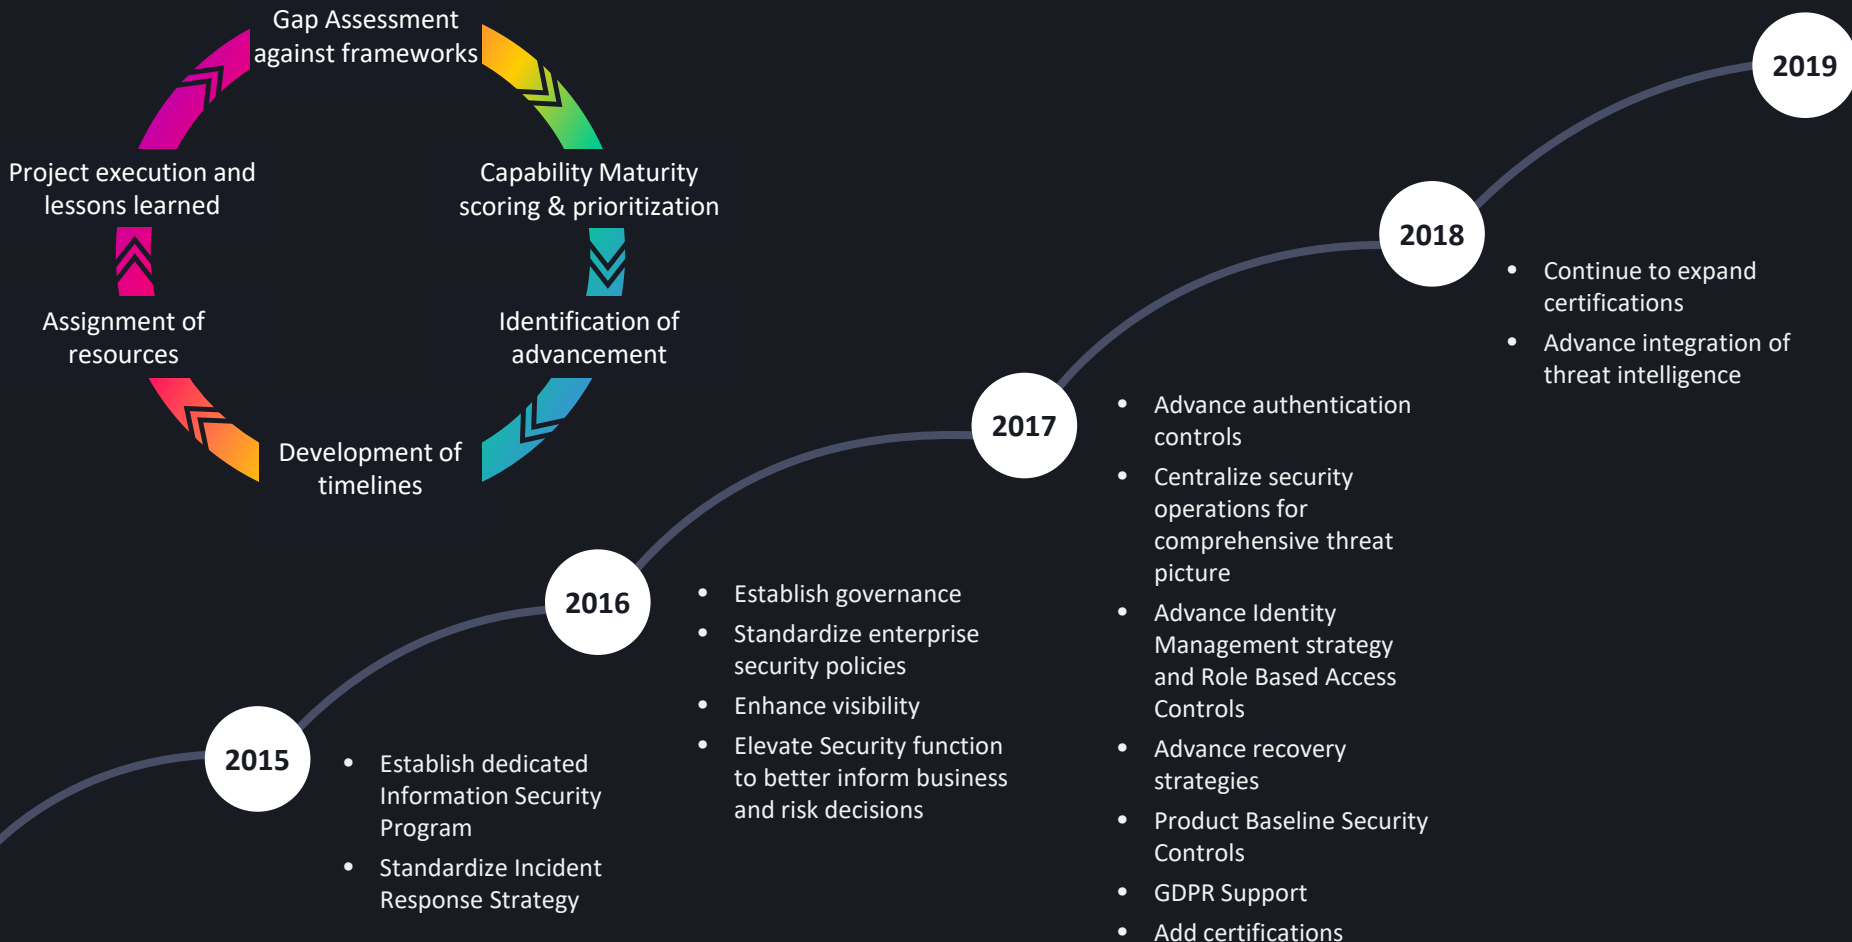 Gap Assessment
against frameworks
Capability Maturity
scoring & prioritization
Identification of
advancement
Development of
timelines
Assignment of
resources
Project execution and
lessons learned
2015
• Establish dedicated
Information Security
Program
• Standardize Incident
Response Strategy
2016
• Establish governance
• Standardize enterprise
security policies
• Enhance visibility
• Elevate Security function
to better inform business
and risk decisions
2017
• Advance authentication
controls
• Centralize security
operations for
comprehensive threat
picture
• Advance Identity
Management strategy
and Role Based Access
Controls
• Advance recovery
strategies
• Product Baseline Security
Controls
• GDPR Support
• Add certifications
2018
• Continue to expand
certifications
• Advance integration of
threat intelligence
2019